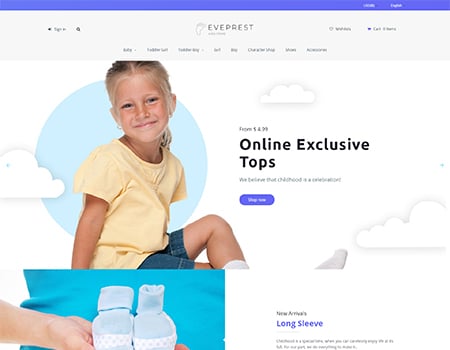 USD($)
English
Sign in
EVEPREST
Wishlists
Cart: 0 Items
Baby
Toddler Girl
Toddler Boy
Girl
Boy
Character Shop
Shoes
Accessories
From $ 4.99
Online Exclusive
Tops
We believe that childhood is a celebration!
Shop now
New Arrivals
Long Sleeve
Childhood is a special time, when you can carelessly enjoy life at its
full. For our part, we do everything to make it...